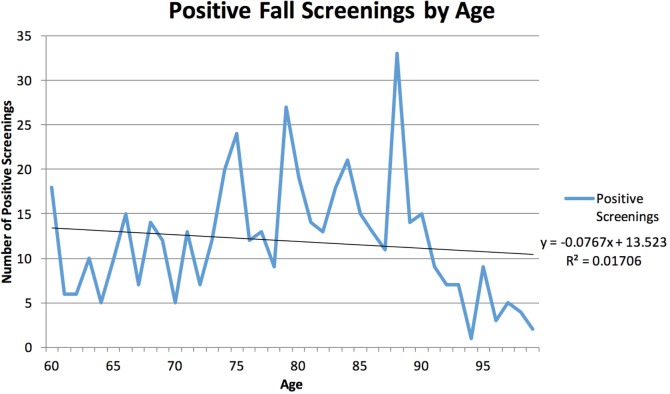 Positive Fall Screenings by Age
Number of Positive Screenings
35
30
25
20
15
10
5
0
60
65
70
75
80
85
90
95
Age
Positive
Screenings
y = -0.0767x + 13.523
R² = 0.01706